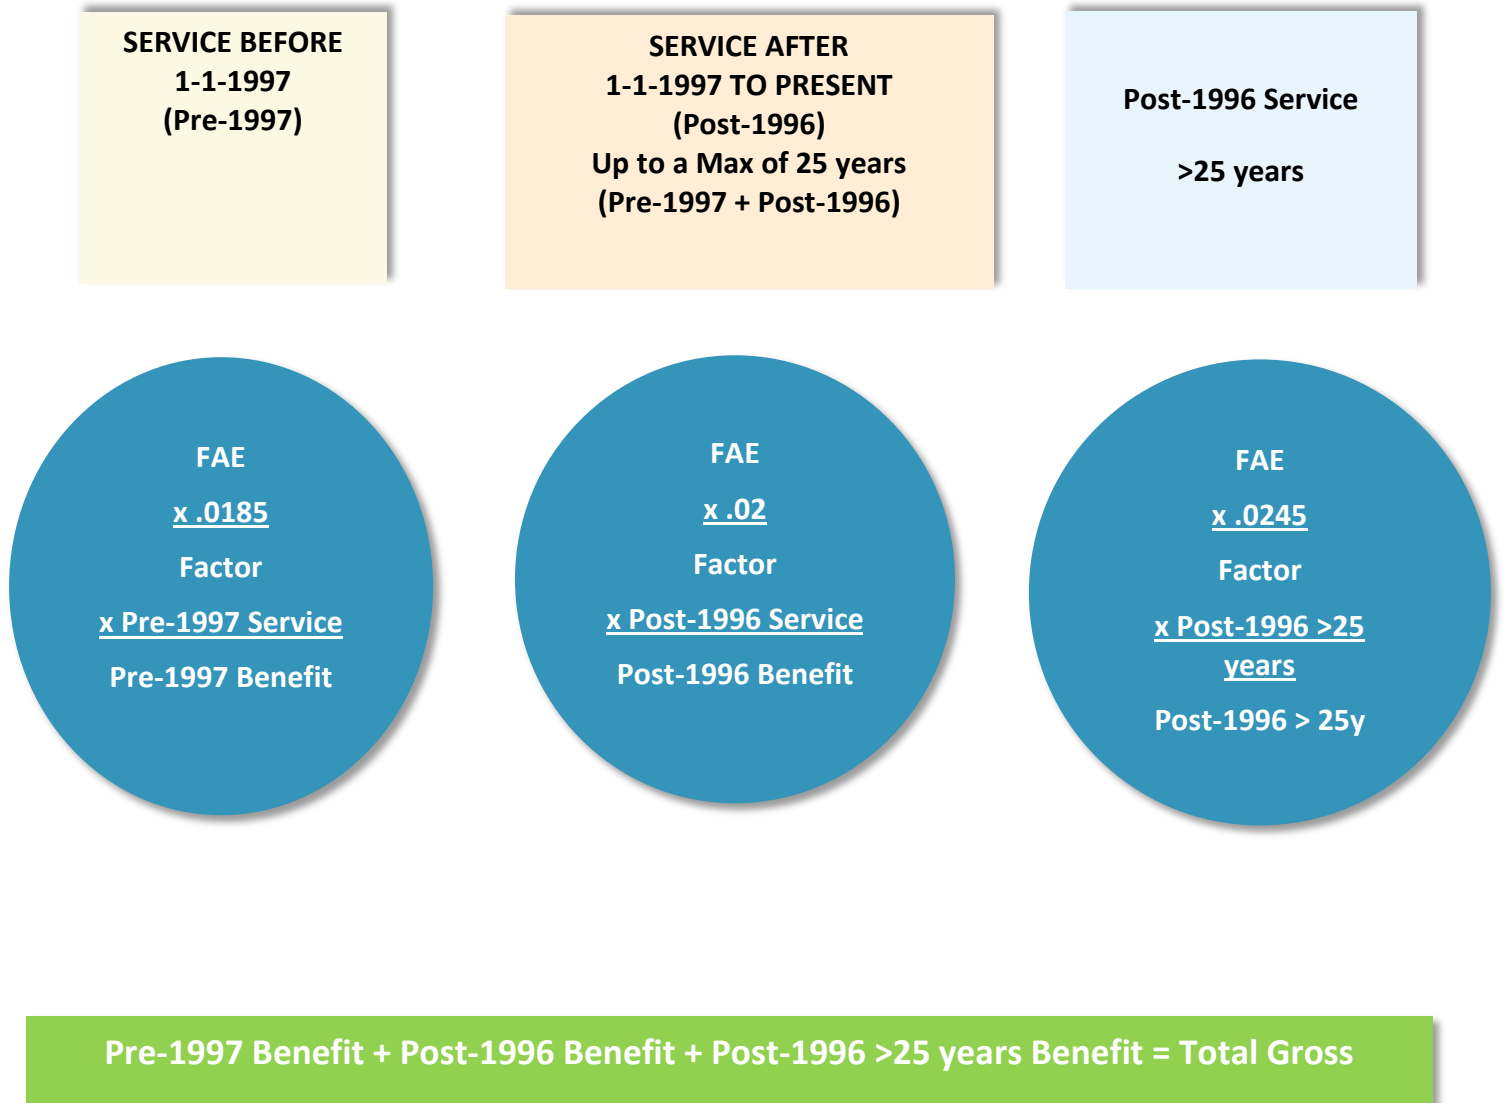 SERVICE BEFORE
1-1-1997
(Pre-1997)
SERVICE AFTER
1-1-1997 TO PRESENT
(Post-1996)
Up to a Max of 25 years
(Pre-1997 + Post-1996)
Post-1996 Service
>25 years
FAE
x .0185
Factor
x Pre-1997 Service
Pre-1997 Benefit
FAE
x .02
Factor
x Post-1996 Service
Post-1996 Benefit
FAE
x .0245
Factor
x Post-1996 >25
years
Post-1996 > 25y
Pre-1997 Benefit + Post-1996 Benefit + Post-1996 >25 years Benefit = Total Gross